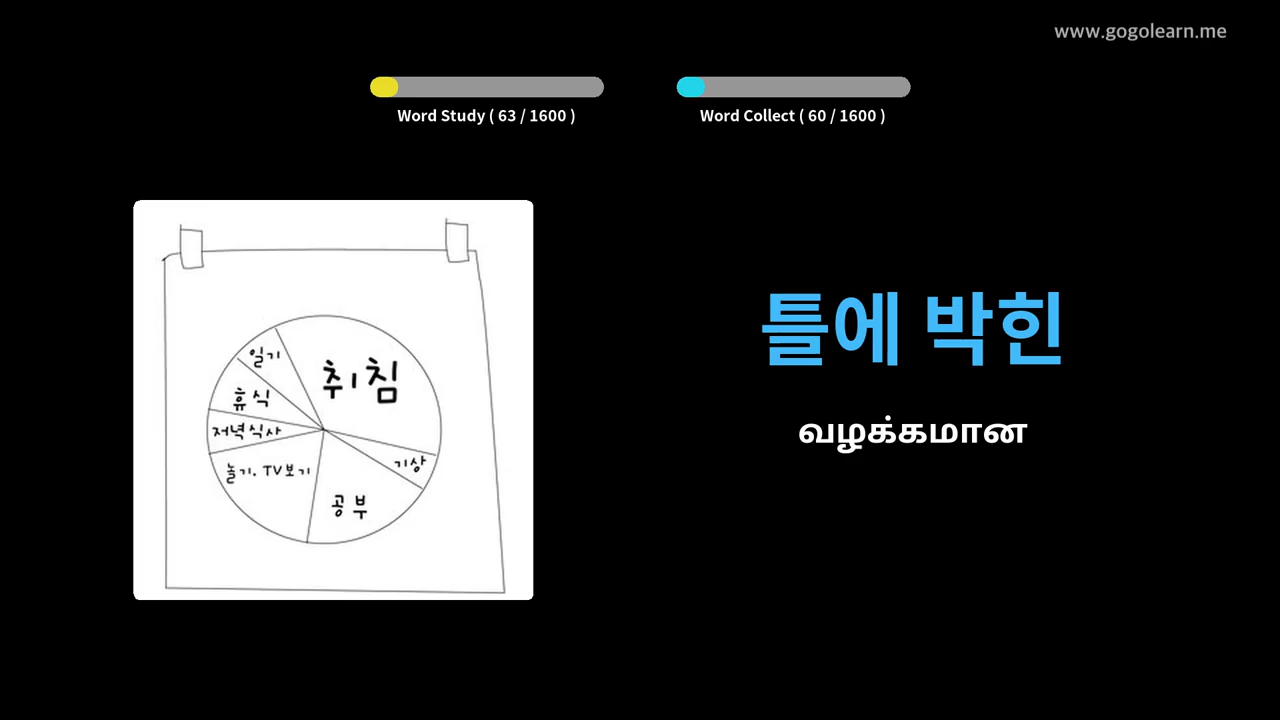 www.gogolearn.me
Word Study ( 63 / 1600 )
Word Collect ( 60 / 1600 )
일기
취침
휴식
저녁식사
기상
놀기. TV보기
공부
틀에 박힌
வழக்கமான